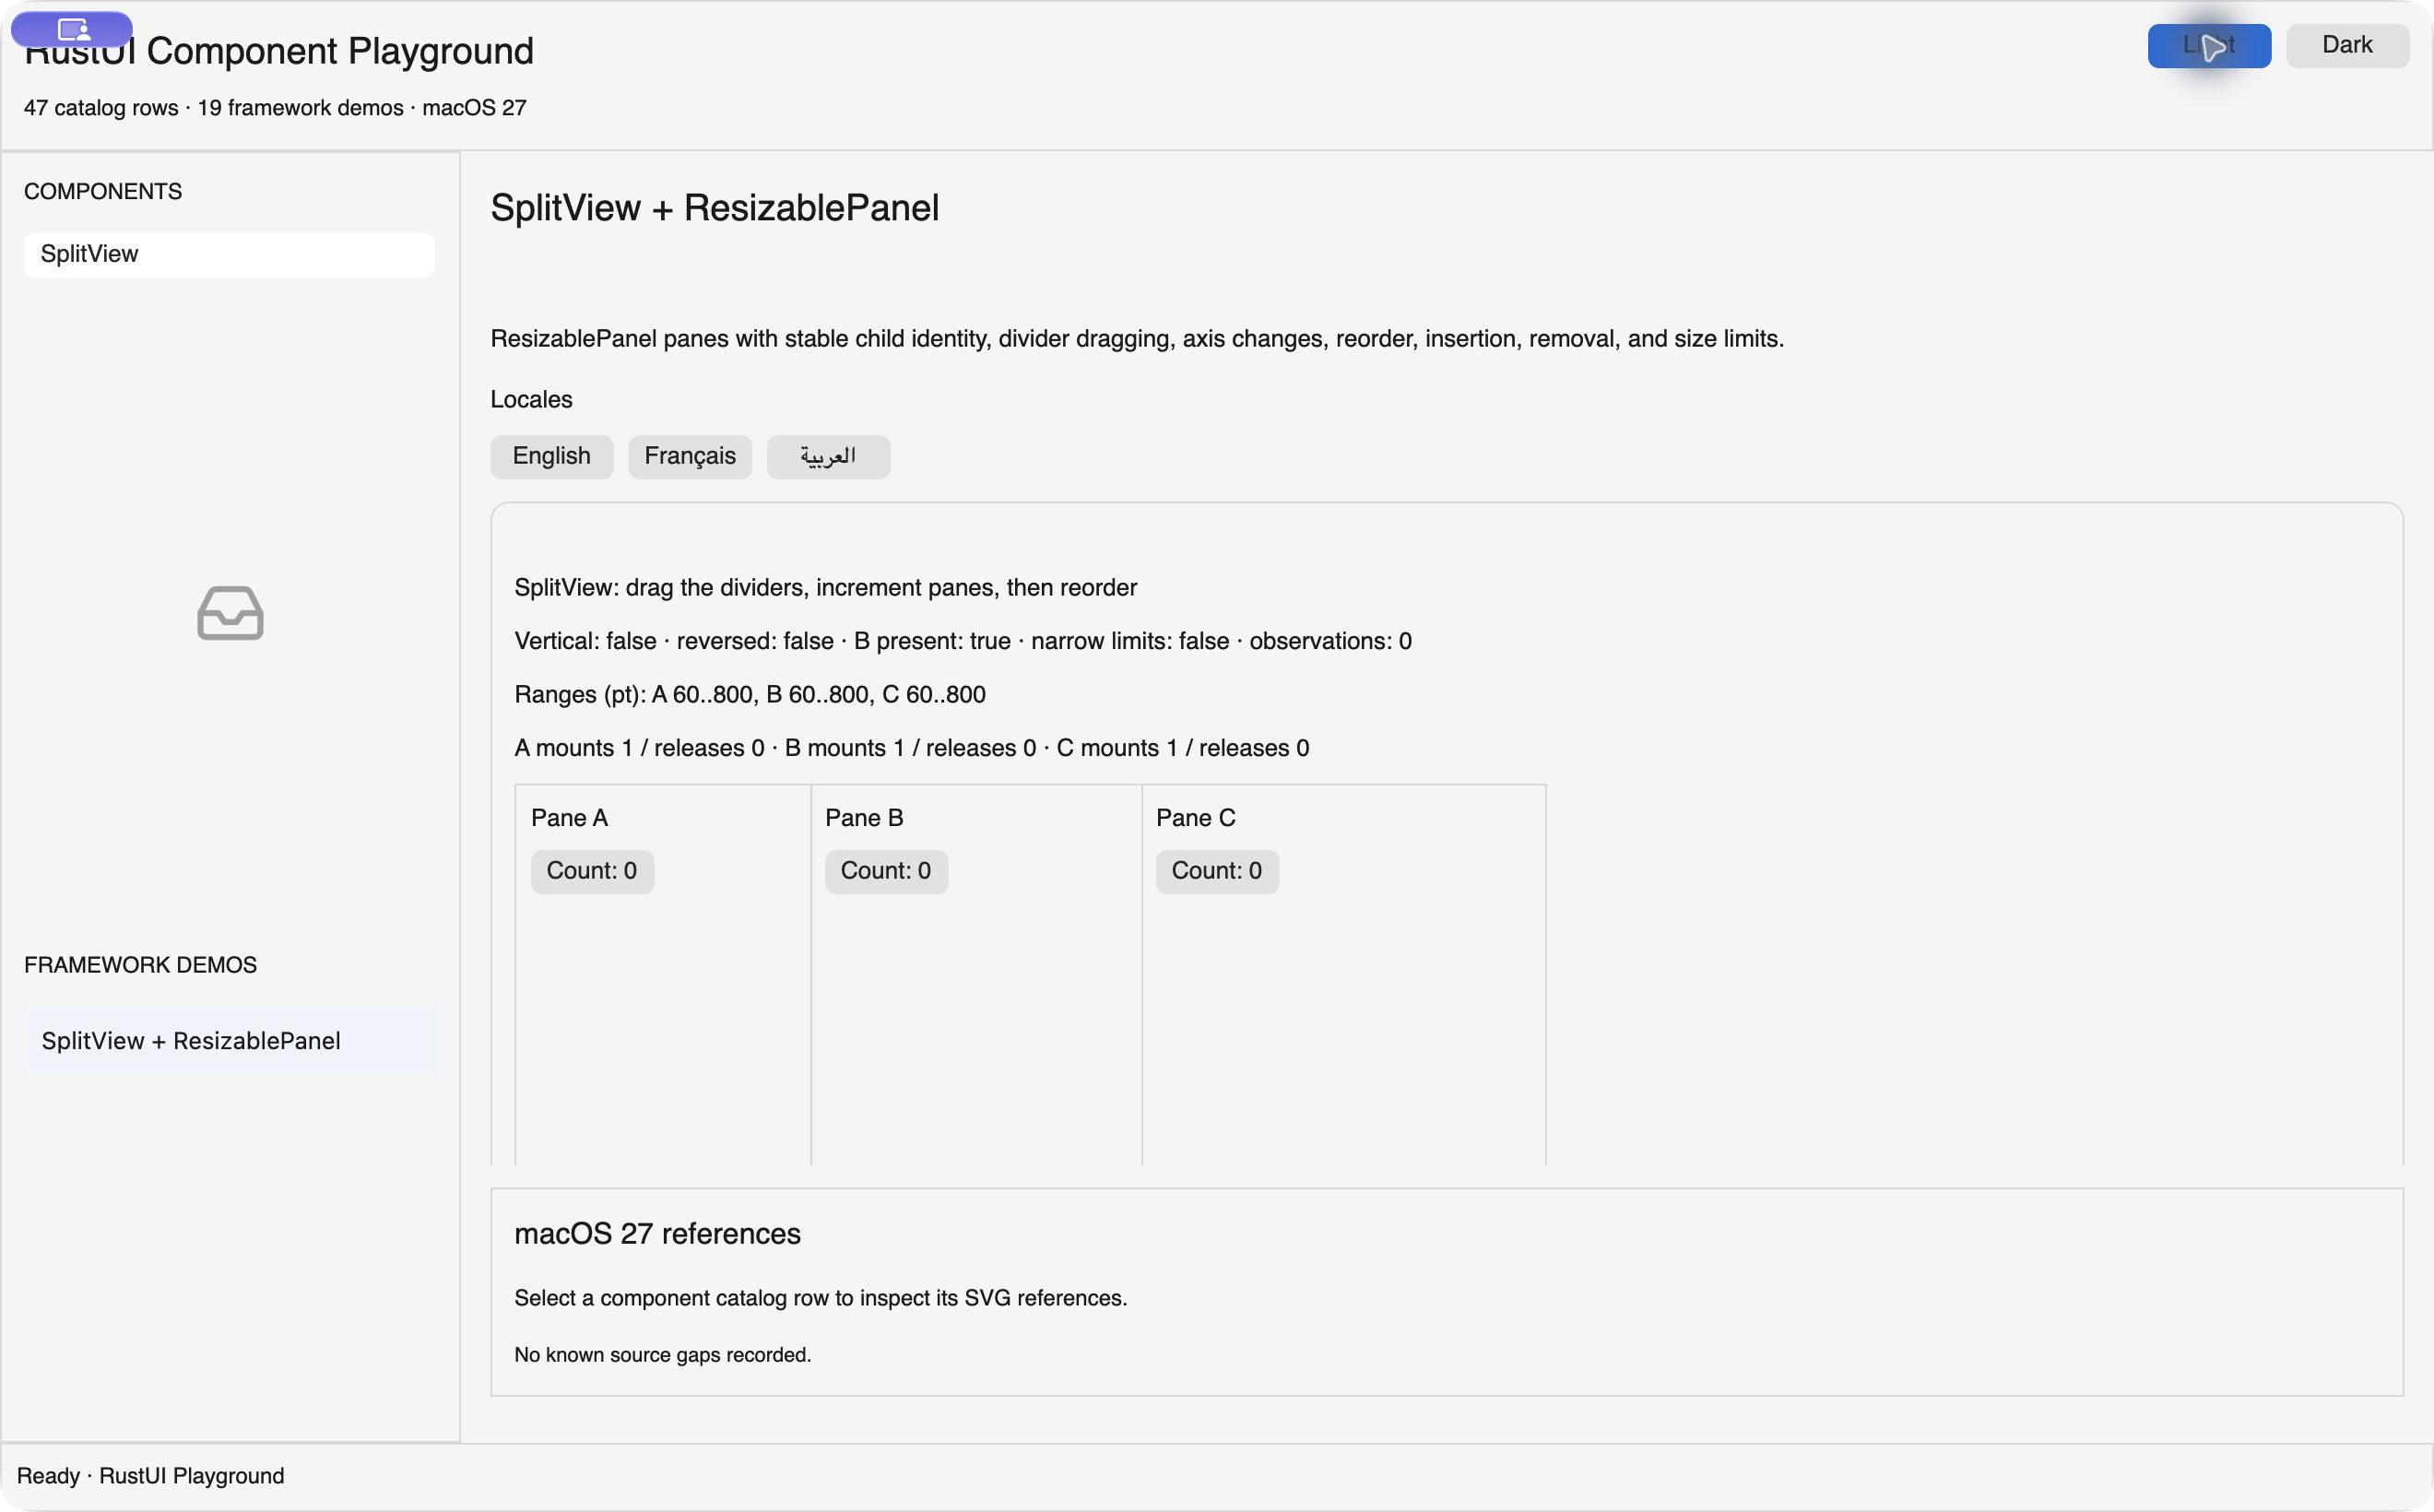 RustUI Component Playground
Light
Dark
47 catalog rows · 19 framework demos · macOS 27
COMPONENTS
SplitView
FRAMEWORK DEMOS
SplitView + ResizablePanel
SplitView + ResizablePanel
ResizablePanel panes with stable child identity, divider dragging, axis changes, reorder, insertion, removal, and size limits.
Locales
English
Français
العربية
SplitView: drag the dividers, increment panes, then reorder
Vertical: false · reversed: false · B present: true · narrow limits: false · observations: 0
Ranges (pt): A 60..800, B 60..800, C 60..800
A mounts 1 / releases 0 · B mounts 1 / releases 0 · C mounts 1 / releases 0
Pane A
Count: 0
Pane B
Count: 0
Pane C
Count: 0
macOS 27 references
Select a component catalog row to inspect its SVG references.
No known source gaps recorded.
Ready · RustUI Playground